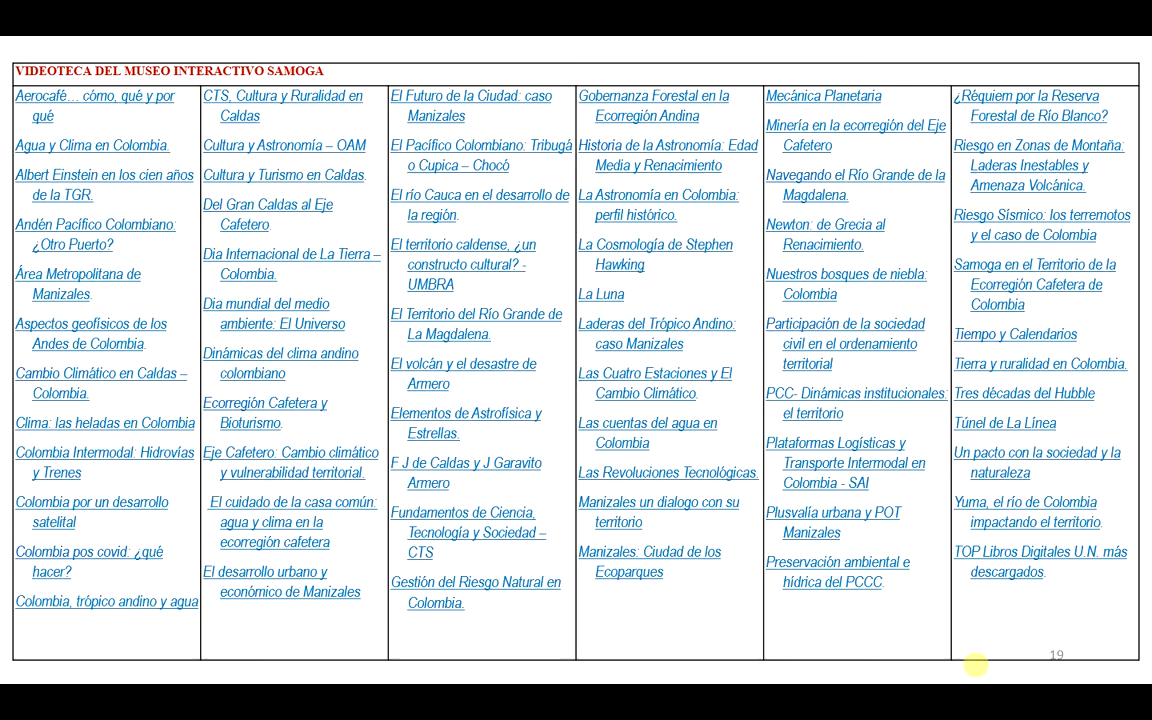 VIDEOTECA DEL MUSEO INTERACTIVO SAMOGA
Aerocafé… cómo, qué y por
qué
Agua y Clima en Colombia.
Albert Einstein en los cien años
de la TGR.
Andén Pacífico Colombiano:
¿Otro Puerto?
Área Metropolitana de
Manizales.
Aspectos geofísicos de los
Andes de Colombia.
Cambio Climático en Caldas –
Colombia.
Clima: las heladas en Colombia
Colombia Intermodal: Hidrovías
y Trenes
Colombia por un desarrollo
satelital
Colombia pos covid: ¿qué
hacer?
Colombia, trópico andino y agua
CTS, Cultura y Ruralidad en
Caldas
Cultura y Astronomía – OAM
Cultura y Turismo en Caldas.
Del Gran Caldas al Eje
Cafetero.
Dia Internacional de La Tierra –
Colombia.
Dia mundial del medio
ambiente: El Universo
Dinámicas del clima andino
colombiano
Ecorregión Cafetera y
Bioturismo.
Eje Cafetero: Cambio climático
y vulnerabilidad territorial.
El cuidado de la casa común:
agua y clima en la
ecorregión cafetera
El desarrollo urbano y
económico de Manizales
El Futuro de la Ciudad: caso
Manizales
El Pacífico Colombiano: Tribugá
o Cupica – Chocó
El río Cauca en el desarrollo de
la región.
El territorio caldense, ¿un
constructo cultural? -
UMBRA
El Territorio del Río Grande de
La Magdalena.
El volcán y el desastre de
Armero
Elementos de Astrofísica y
Estrellas.
F J de Caldas y J Garavito
Armero
Fundamentos de Ciencia,
Tecnología y Sociedad –
CTS
Gestión del Riesgo Natural en
Colombia.
Gobernanza Forestal en la
Ecorregión Andina
Historia de la Astronomía: Edad
Media y Renacimiento
La Astronomía en Colombia:
perfil histórico.
La Cosmología de Stephen
Hawking
La Luna
Laderas del Trópico Andino:
caso Manizales
Las Cuatro Estaciones y El
Cambio Climático.
Las cuentas del agua en
Colombia
Las Revoluciones Tecnológicas.
Manizales un dialogo con su
territorio
Manizales: Ciudad de los
Ecoparques
Mecánica Planetaria
Minería en la ecorregión del Eje
Cafetero
Navegando el Río Grande de la
Magdalena.
Newton: de Grecia al
Renacimiento.
Nuestros bosques de niebla:
Colombia
Participación de la sociedad
civil en el ordenamiento
territorial
PCC- Dinámicas institucionales:
el territorio
Plataformas Logísticas y
Transporte Intermodal en
Colombia - SAI
Plusvalía urbana y POT
Manizales
Preservación ambiental e
hídrica del PCCC.
¿Réquiem por la Reserva
Forestal de Río Blanco?
Riesgo en Zonas de Montaña:
Laderas Inestables y
Amenaza Volcánica.
Riesgo Sísmico: los terremotos
y el caso de Colombia
Samoga en el Territorio de la
Ecorregión Cafetera de
Colombia
Tiempo y Calendarios
Tierra y ruralidad en Colombia.
Tres décadas del Hubble
Túnel de La Línea
Un pacto con la sociedad y la
naturaleza
Yuma, el río de Colombia
impactando el territorio.
TOP Libros Digitales U.N. más
descargados.
19